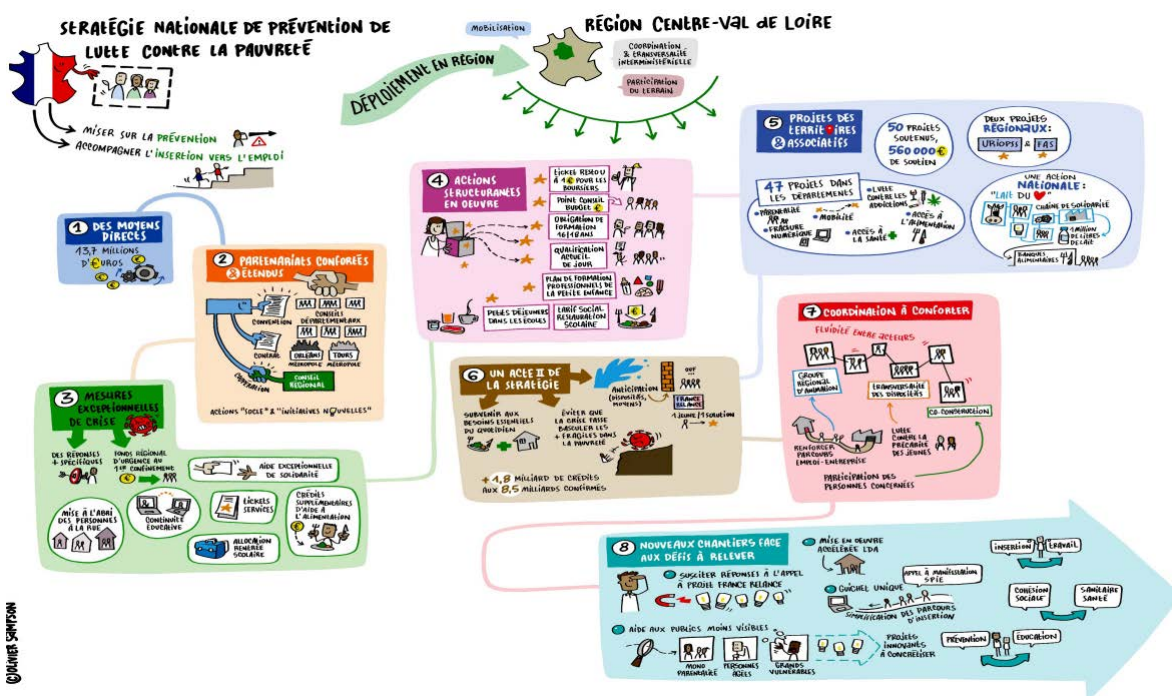 STRATÉGIE NATIONALE DE PRÉVENTION DE
LUTTE CONTRE LA PAUVRETÉ
MISER SUR LA PRÉVENTION
ACCOMPAGNER L'INSERTION VERS L'EMPLOI
DÉPLOIEMENT EN RÉGION
MOBILISATION
RÉGION CENTRE-VAL DE LOIRE
COORDINATION
& TRANSVERSALITÉ
INTERMINISTÉRIELLE
PARTICIPATION
DU TERRAIN
1 DES MOYENS
DIRECTS
13,7 MILLIONS
D'€UROS
2 PARTENARIATS CONFORTÉS
& ÉTENDUS
CONVENTION
CONSEILS
DÉPARTEMENTAUX
CONTRAT
ORLÉANS
MÉTROPOLE
TOURS
MÉTROPOLE
COOPÉRATION
CONSEIL
RÉGIONAL
ACTIONS "SOCLE" & "INITIATIVES NOUVELLES"
3 MESURES
EXCEPTIONNELLES
DE CRISE
DES RÉPONSES
+ SPÉCIFIQUES
FONDS RÉGIONAL
D'URGENCE AU
1ER CONFINEMENT
AIDE EXCEPTIONNELLE
DE SOLIDARITÉ
MISE À L'ABRI
DES PERSONNES
À LA RUE
CONTINUITÉ
ÉDUCATIVE
TICKETS
SERVICES
ALLOCATION
RENTRÉE
SCOLAIRE
CRÉDITS
SUPPLÉMENTAIRES
D'AIDE À
L'ALIMENTATION
4 ACTIONS
STRUCTURANTES
EN OEUVRE
TICKET RESTO U
À 1€ POUR LES
BOURSIERS
POINT CONSEIL
BUDGET €
OBLIGATION DE
FORMATION
16/18 ANS
QUALIFICATION
ACCUEIL
DE JOUR
PLAN DE FORMATION
PROFESSIONNELS DE
LA PETITE ENFANCE
PETITS DÉJEUNERS
DANS LES ÉCOLES
TARIF SOCIAL
RESTAURATION
SCOLAIRE
5 PROJETS DES
TERRITOIRES
& ASSOCIATIFS
50 PROJETS
SOUTENUS,
560 000 €
DE SOUTIEN
DEUX PROJETS
RÉGIONAUX:
URIOPSS & FAS
47 PROJETS DANS
LES DÉPARTEMENTS
PARENTALITÉ
FRACTURE
NUMÉRIQUE
MOBILITÉ
LUTTE
CONTRE LES
ADDICTIONS
ACCÈS
À LA SANTÉ
ACCÈS À
L'ALIMENTATION
UNE ACTION
NATIONALE:
"LAIT DU ♥"
CHAÎNE DE SOLIDARITÉ
1 MILLION
DE LITRES
DE LAIT
BANQUES
ALIMENTAIRES
6 UN ACTE II DE
LA STRATÉGIE
SUBVENIR AUX
BESOINS ESSENTIELS
DU QUOTIDIEN
ÉVITER QUE
LA CRISE FASSE
BASCULER LES
+ FRAGILES DANS
LA PAUVRETÉ
ANTICIPATION
(DISPOSITIFS,
MOYENS)
OUF...
FRANCE
RELANCE
1 JEUNE / 1 SOLUTION
+ 1,8 MILLIARD DE CRÉDITS
AUX 8,5 MILLIARDS CONFIRMÉS
7 COORDINATION À CONFORTER
FLUIDITÉ ENTRE ACTEURS
GROUPE
RÉGIONAL
D'ANIMATION
TRANSVERSALITÉ
DES DISPOSITIFS
CO-CONSTRUCTION
RENFORCER
PARCOURS
EMPLOI-ENTREPRISE
LUTTE
CONTRE LA
PRÉCARITÉ
DES JEUNES
PARTICIPATION DES
PERSONNES CONCERNÉES
8 NOUVEAUX CHANTIERS FACE
AUX DÉFIS À RELEVER
SUSCITER RÉPONSES À L'APPEL
À PROJET FRANCE RELANCE
AIDE AUX PUBLICS MOINS VISIBLES
MONO
PARENTALITÉ
PERSONNES
ÂGÉES
GRANDS
VULNÉRABLES
PROJETS
INNOVANTS
À CONCRÉTISER
MISE EN OEUVRE
ACCÉLÉRÉE LDA
GUICHET UNIQUE
APPEL À MANIFESTATION
SPIE
SIMPLIFICATION DES PARCOURS
D'INSERTION
INSERTION
TRAVAIL
COHÉSION
SOCIALE
SANITAIRE
SANTÉ
PRÉVENTION
ÉDUCATION
©OLIVIER SAMPSON